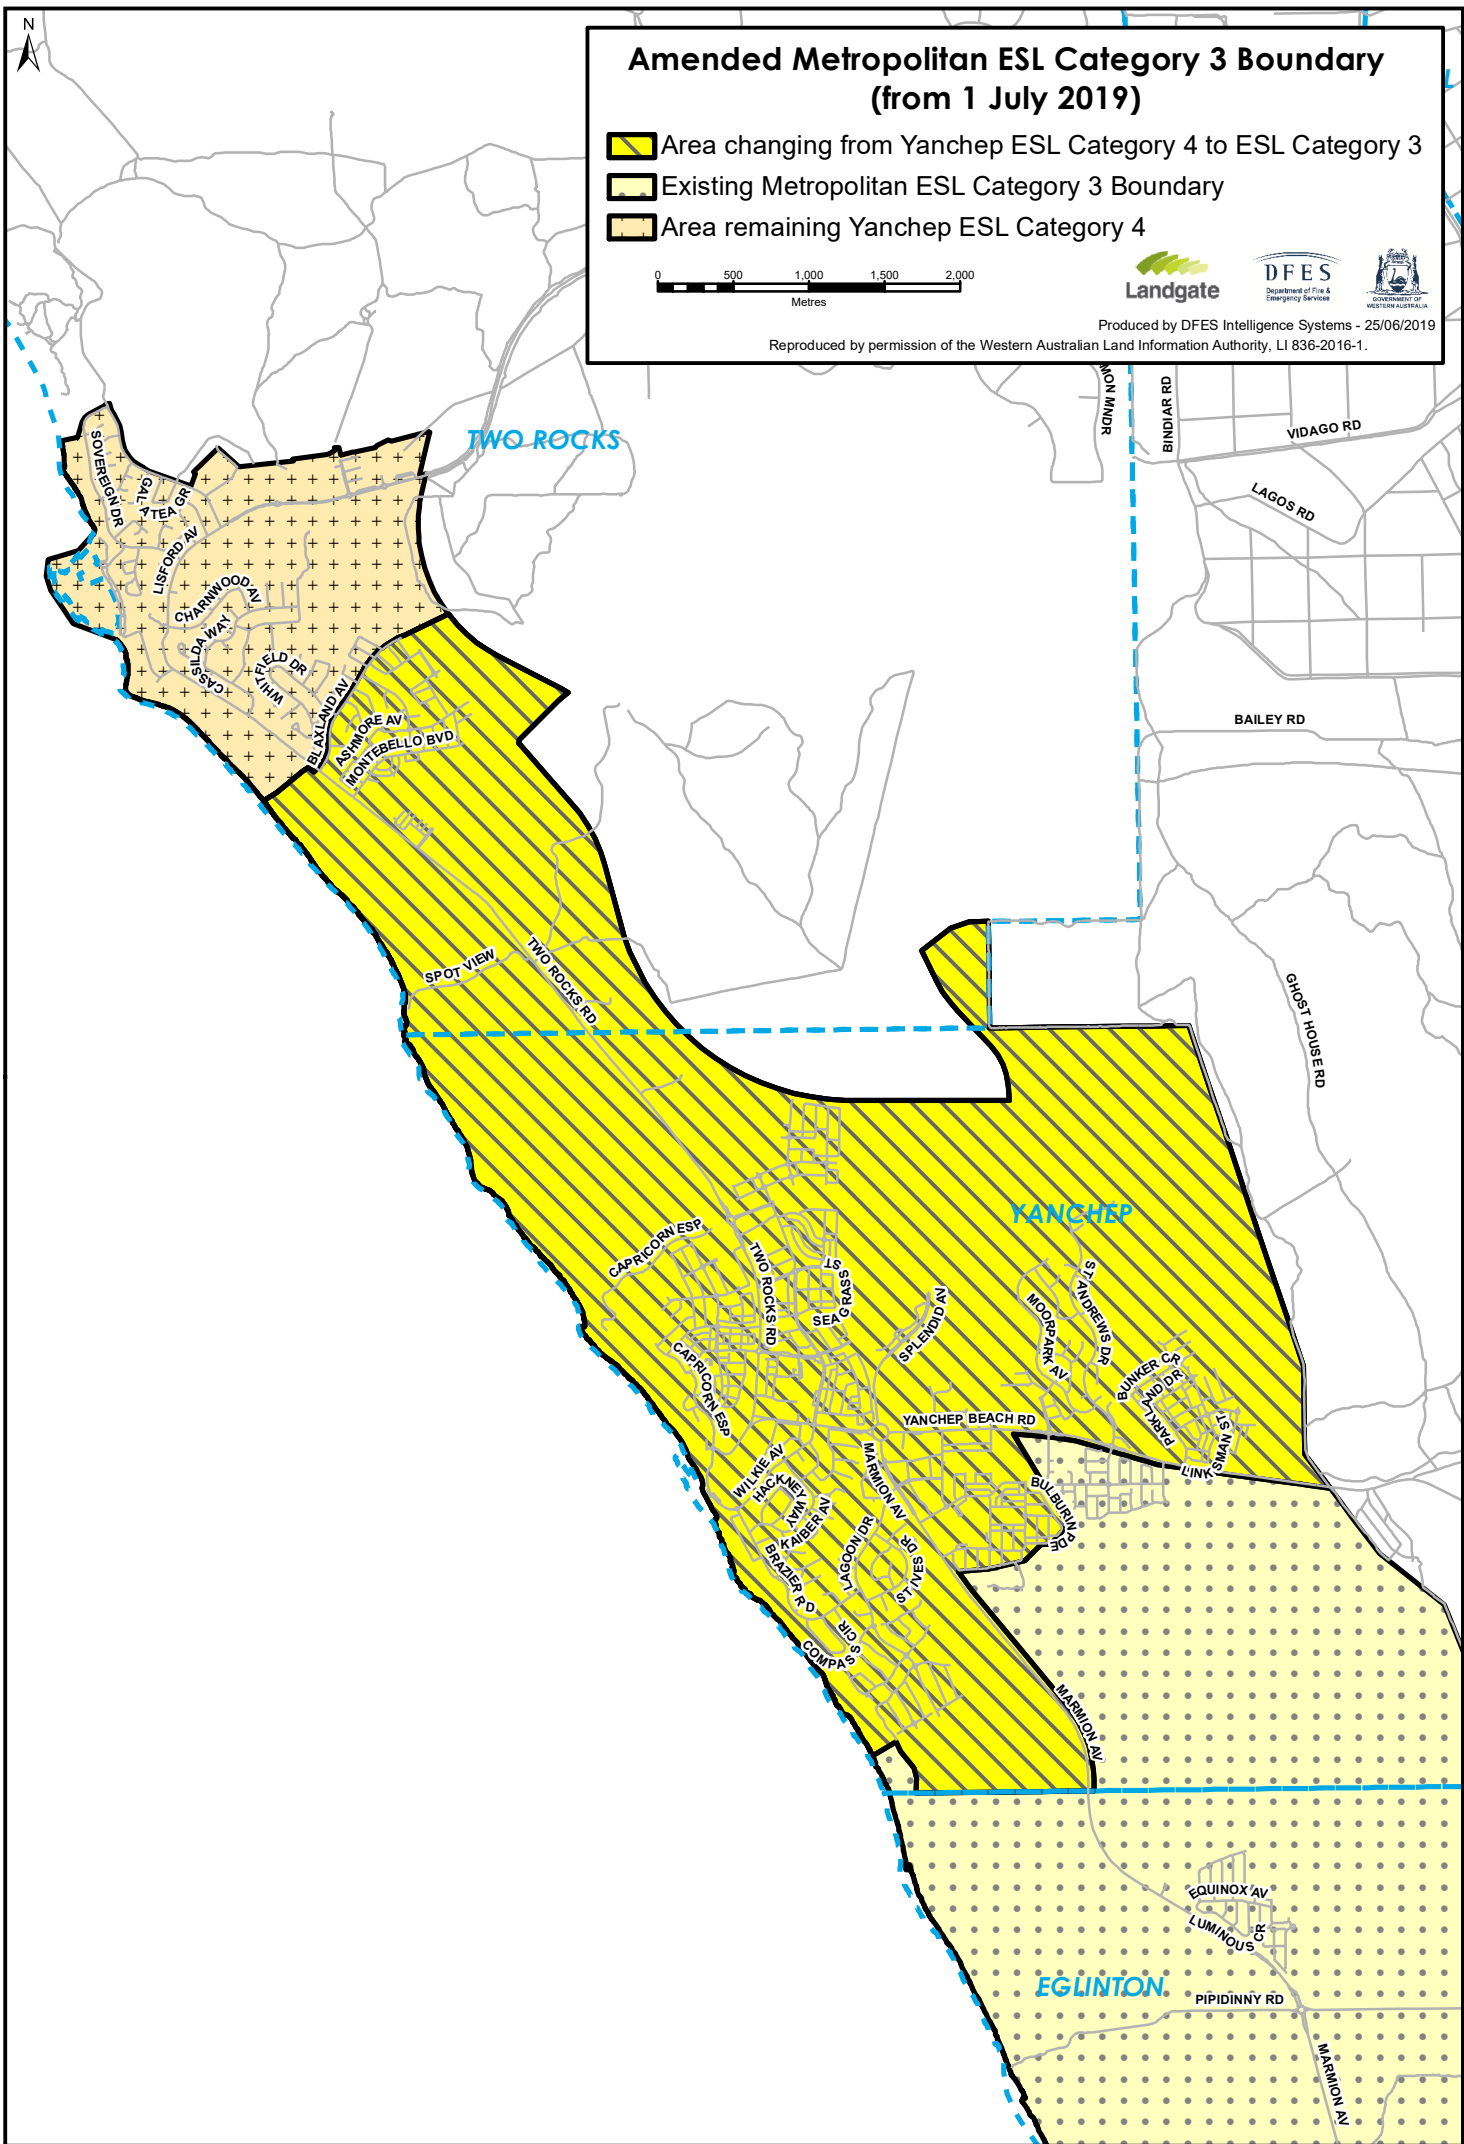 N
Amended Metropolitan ESL Category 3 Boundary
(from 1 July 2019)
Area changing from Yanchep ESL Category 4 to ESL Category 3
Existing Metropolitan ESL Category 3 Boundary
Area remaining Yanchep ESL Category 4
0 500 1,000 1,500 2,000
Metres
Landgate
DFES
Department of Fire &
Emergency Services
GOVERNMENT OF
WESTERN AUSTRALIA
Produced by DFES Intelligence Systems - 25/06/2019
Reproduced by permission of the Western Australian Land Information Authority, LI 836-2016-1.
L
MON MNDR
BINDIAR RD
VIDAGO RD
TWO ROCKS
SOVEREIGN DR
GALATEA GR
LISFORD AV
LAGOS RD
CHARNWOOD AV
CASSILDA WAY
WHITFIELD DR
BLAXLAND AV
ASHMORE AV
MONTEBELLO BVD
BAILEY RD
SPOT VIEW
TWO ROCKS RD
GHOST HOUSE RD
YANCHEP
CAPRICORN ESP
TWO ROCKS RD
SEAGRASS ST
SPLENDID AV
MOORPARK AV
ST ANDREWS DR
CAPRICORN ESP
BUNKER CR
PARKLAND DR
LINKSMAN ST
YANCHEP BEACH RD
WILKIE AV
HACKNEY WAY
KAIBER AV
MARMION AV
BULBURIN PDE
BRAZIER RD
LAGOON DR
ST IVES DR
COMPASS CIR
MARMION AV
EQUINOX AV
LUMINOUS CR
EGLINTON
PIPIDINNY RD
MARMION AV